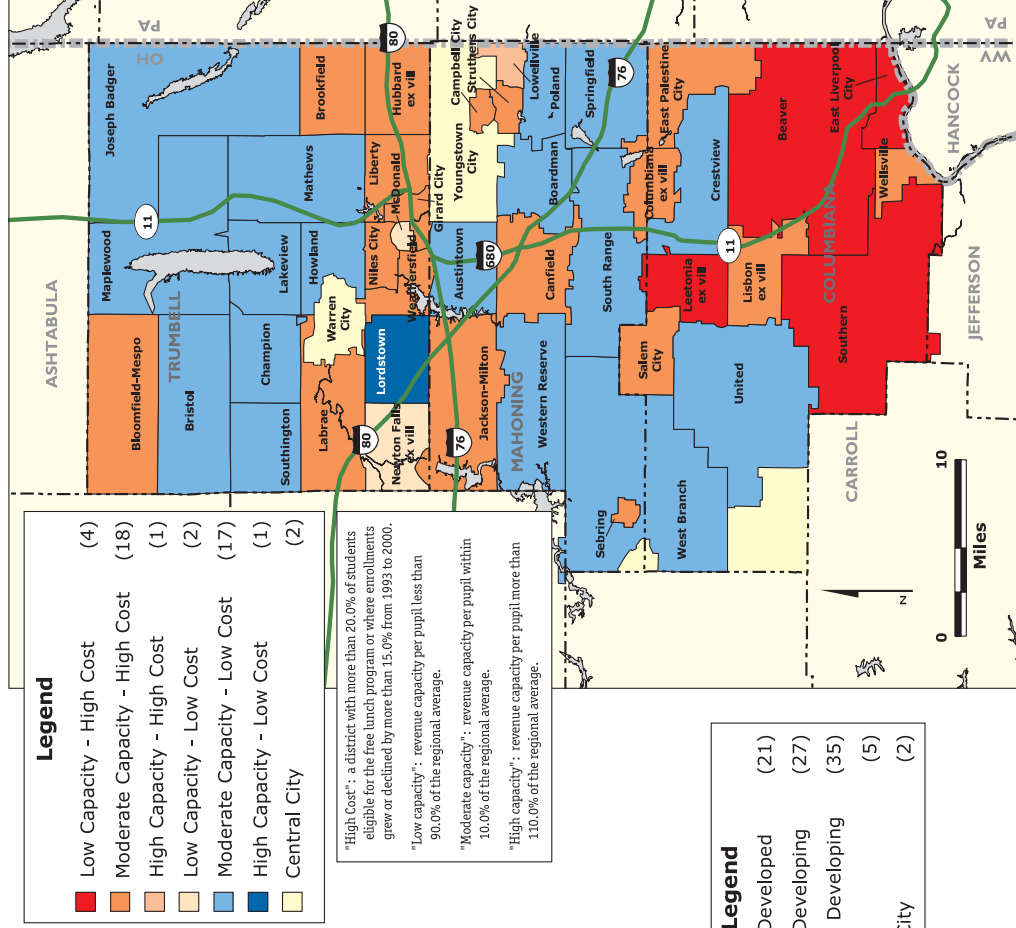 Legend
Low Capacity - High Cost (4)
Moderate Capacity - High Cost (18)
High Capacity - High Cost (1)
Low Capacity - Low Cost (2)
Moderate Capacity - Low Cost (17)
High Capacity - Low Cost (1)
Central City (2)
"High Cost": a district with more than 20.0% of students
eligible for the free lunch program or where enrollments
grew or declined by more than 15.0% from 1993 to 2000.
"Low capacity": revenue capacity per pupil less than
90.0% of the regional average.
"Moderate capacity": revenue capacity per pupil within
10.0% of the regional average.
"High capacity": revenue capacity per pupil more than
110.0% of the regional average.
ASHTABULA
TRUMBELL
MAHONING
COLUMBIANA
CARROLL
JEFFERSON
HANCOCK
OH
PA
PA
WV
Bloomfield-Mespo
Maplewood
Joseph Badger
Bristol
Southington
Champion
Lakeview
Mathews
Howland
Brookfield
Labrae
Warren
City
Newton Falls
ex vill
Lordstown
Niles City
Weathersfield
McDonald
Liberty
Girard City
Hubbard
ex vill
Jackson-Milton
Austintown
Youngstown
City
Campbell City
Struthers City
Lowellville
Western Reserve
Canfield
Boardman
Poland
Springfield
Sebring
South Range
West Branch
Salem
City
Leetonia
ex vill
Columbiana
ex vill
East Palestine
City
Crestview
United
Lisbon
ex vill
Beaver
Southern
Wellsville
East Liverpool
City
11
11
80
80
76
76
680
N
0
10
Miles
Legend
Developed (21)
Developing (27)
Developing (35)
(5)
City (2)